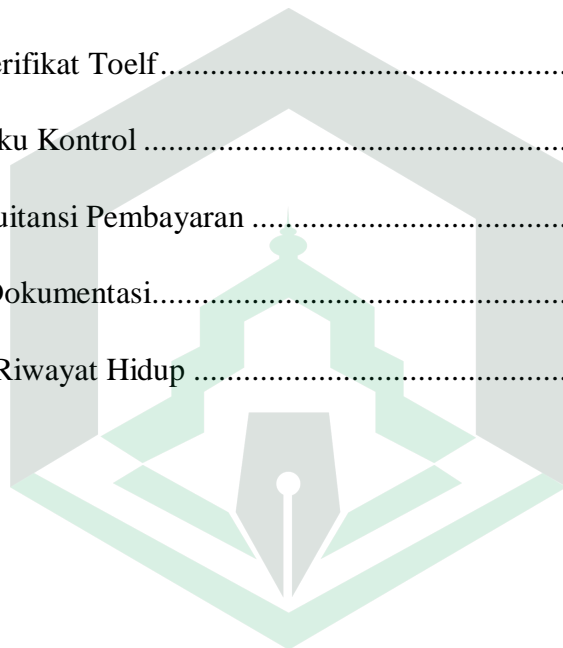 erifikat Toelf ........................................................
ku Kontrol ..........................................................
uitansi Pembayaran ............................................
Dokumentasi........................................................
Riwayat Hidup ...................................................